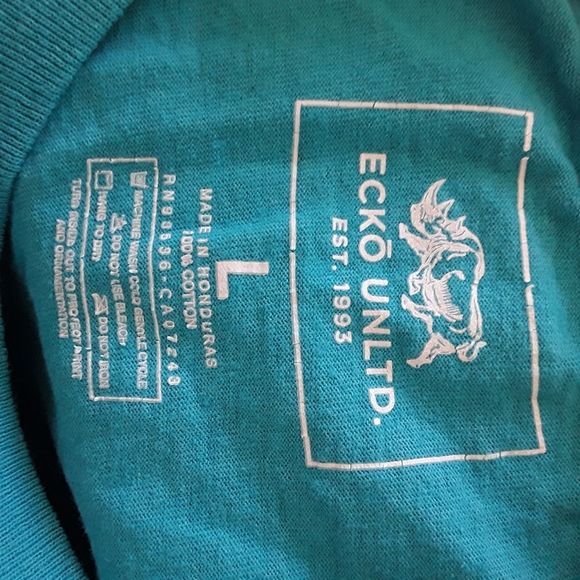 ECKŌ UNLTD.
EST. 1993
L
MADE IN HONDURAS
100% COTTON
RN88696-CA07248
MACHINE WASH COLD GENTLE CYCLE
DO NOT USE BLEACH
HANG TO DRY DO NOT IRON
TURN INSIDE OUT TO PROTECT PRINT
AND ORNAMENTATION